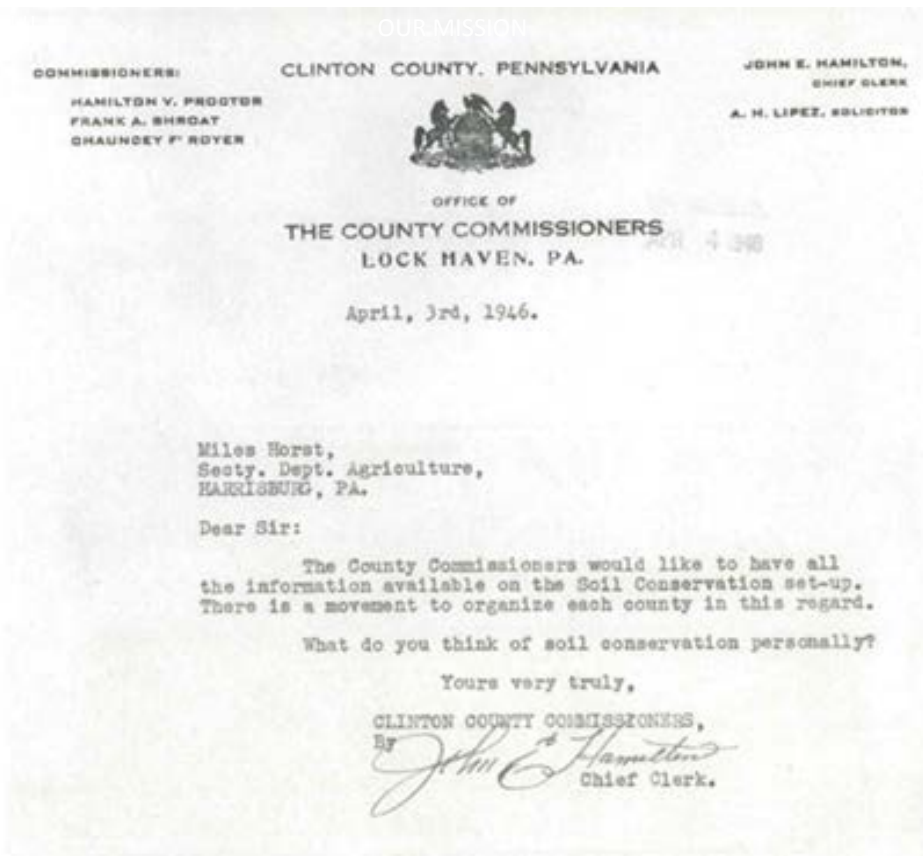 OUR MISSION
COMMISSIONERS:
HAMILTON V. PROCTOR
FRANK A. SHROAT
CHAUNCEY F. ROYER
CLINTON COUNTY, PENNSYLVANIA
JOHN E. HAMILTON,
CHIEF CLERK
A. H. LIPEZ, SOLICITOR
OFFICE OF
THE COUNTY COMMISSIONERS
LOCK HAVEN, PA.
APR 4
April, 3rd, 1946.
Miles Horst,
Secty. Dept. Agriculture,
HARRISBURG, PA.
Dear Sir:
The County Commissioners would like to have all
the information available on the Soil Conservation set-up.
There is a movement to organize each county in this regard.
What do you think of soil conservation personally?
Yours very truly,
CLINTON COUNTY COMMISSIONERS,
By John E Hamilton
Chief Clerk.